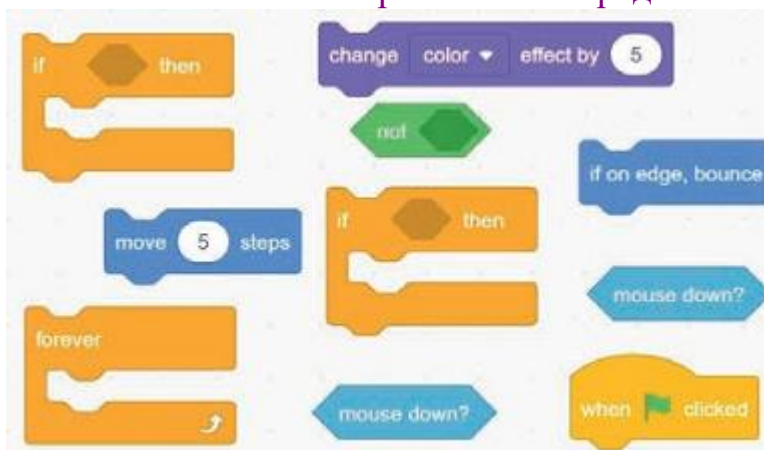 if then
change color effect by 5
not
if on edge, bounce
move 5 steps
if then
mouse down?
forever
mouse down?
when clicked